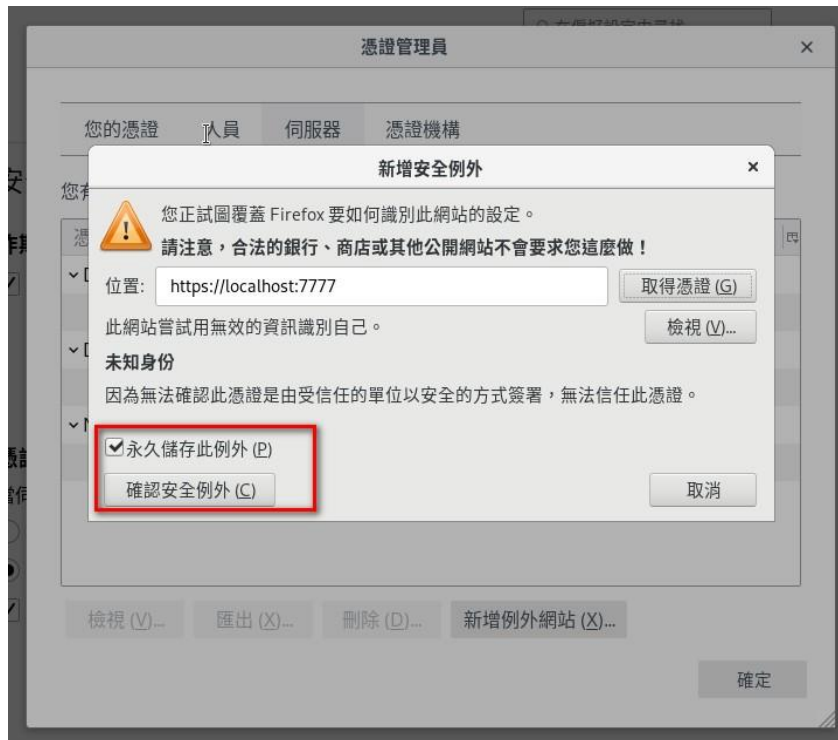 憑證管理員
您的憑證 人員 伺服器 憑證機構
新增安全例外
您正試圖覆蓋 Firefox 要如何識別此網站的設定。
請注意,合法的銀行、商店或其他公開網站不會要求您這麼做!
位置: https://localhost:7777 取得憑證 (G)
此網站嘗試用無效的資訊識別自己。 檢視 (V)...
未知身份
因為無法確認此憑證是由受信任的單位以安全的方式簽署,無法信任此憑證。
永久儲存此例外 (P)
確認安全例外 (C) 取消
檢視 (V)... 匯出 (X)... 刪除 (D)... 新增例外網站 (X)...
確定